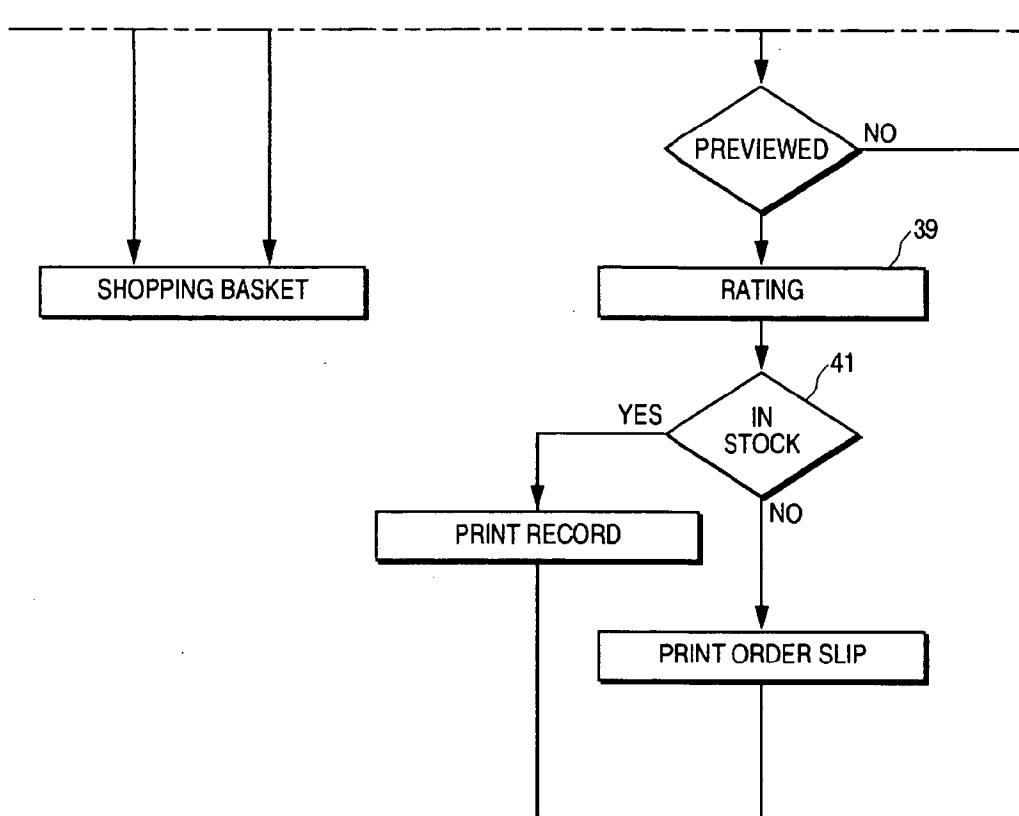 PREVIEWED
NO
39
SHOPPING BASKET
RATING
41
YES
IN
STOCK
NO
PRINT RECORD
PRINT ORDER SLIP